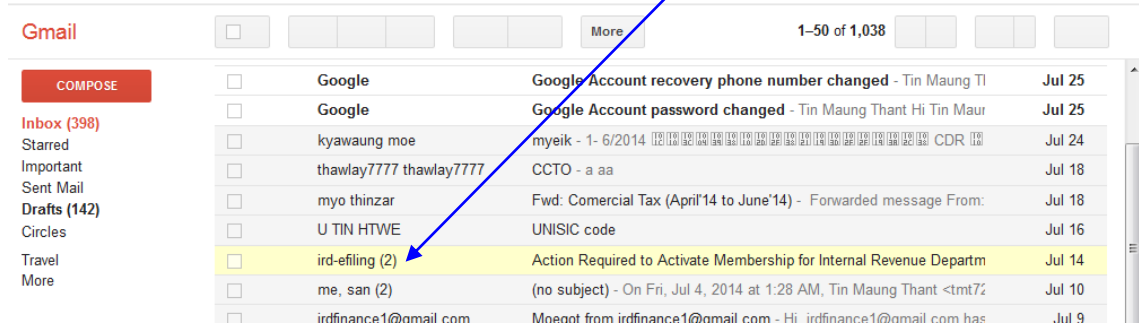 Gmail More 1–50 of 1,038
COMPOSE
Inbox (398)
Starred
Important
Sent Mail
Drafts (142)
Circles
Travel
More
Google Google Account recovery phone number changed - Tin Maung Tl Jul 25
Google Google Account password changed - Tin Maung Thant Hi Tin Maur Jul 25
kyawaung moe myeik - 1- 6/2014 CDR Jul 24
thawlay7777 thawlay7777 CCTO - a aa Jul 18
myo thinzar Fwd: Comercial Tax (April'14 to June'14) - Forwarded message From: Jul 18
U TIN HTWE UNISIC code Jul 16
ird-efiling (2) Action Required to Activate Membership for Internal Revenue Departm Jul 14
me, san (2) (no subject) - On Fri, Jul 4, 2014 at 1:28 AM, Tin Maung Thant <tmt72 Jul 10
irdfinance1@gmail.com Moegot from irdfinance1@gmail.com - Hi, irdfinance1@gmail.com has Jul 9